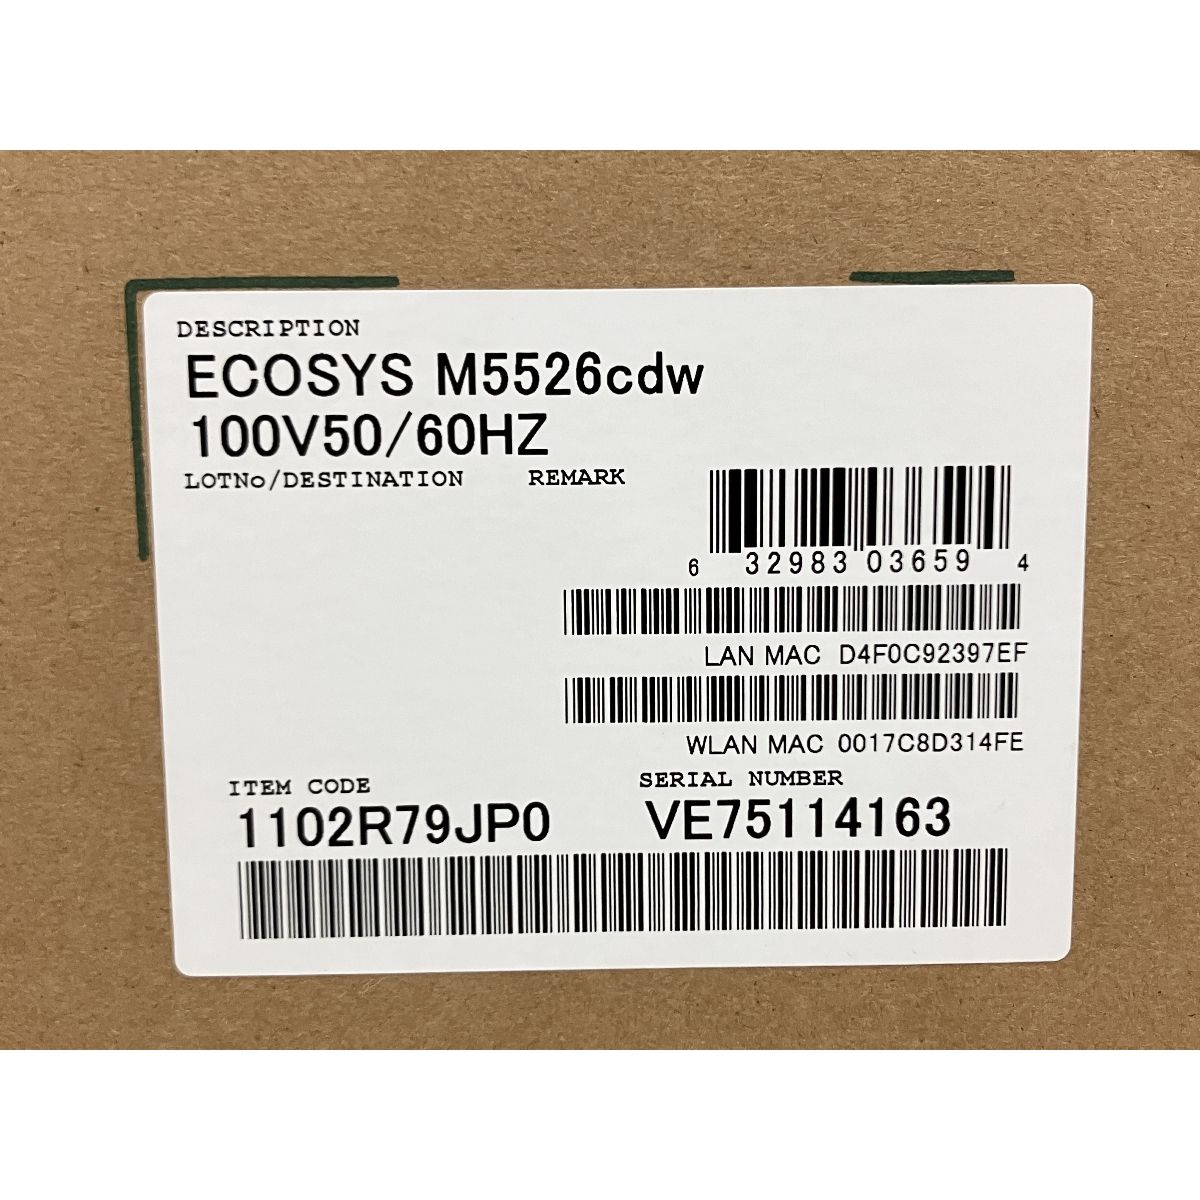 DESCRIPTION
ECOSYS M5526cdw
100V50/60HZ
LOTNo/DESTINATION REMARK
6 32983 03659 4
LAN MAC D4F0C92397EF
WLAN MAC 0017C8D314FE
ITEM CODE SERIAL NUMBER
1102R79JP0 VE75114163